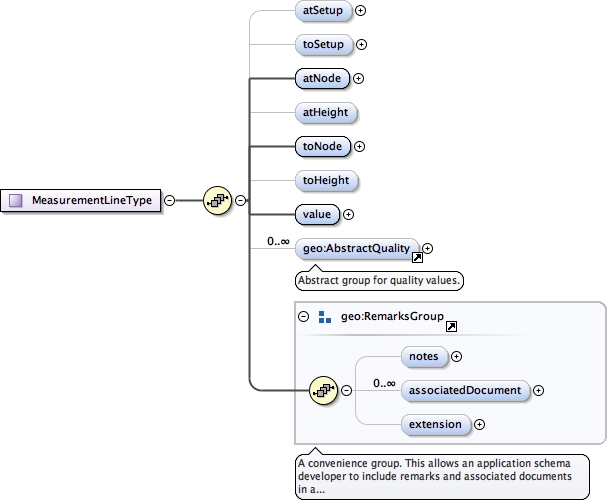 atSetup
toSetup
atNode
atHeight
toNode
toHeight
MeasurementLineType
value
0..∞
geo:AbstractQuality
Abstract group for quality values.
geo:RemarksGroup
notes
0..∞
associatedDocument
extension
A convenience group. This allows an application schema
developer to include remarks and associated documents
in a...